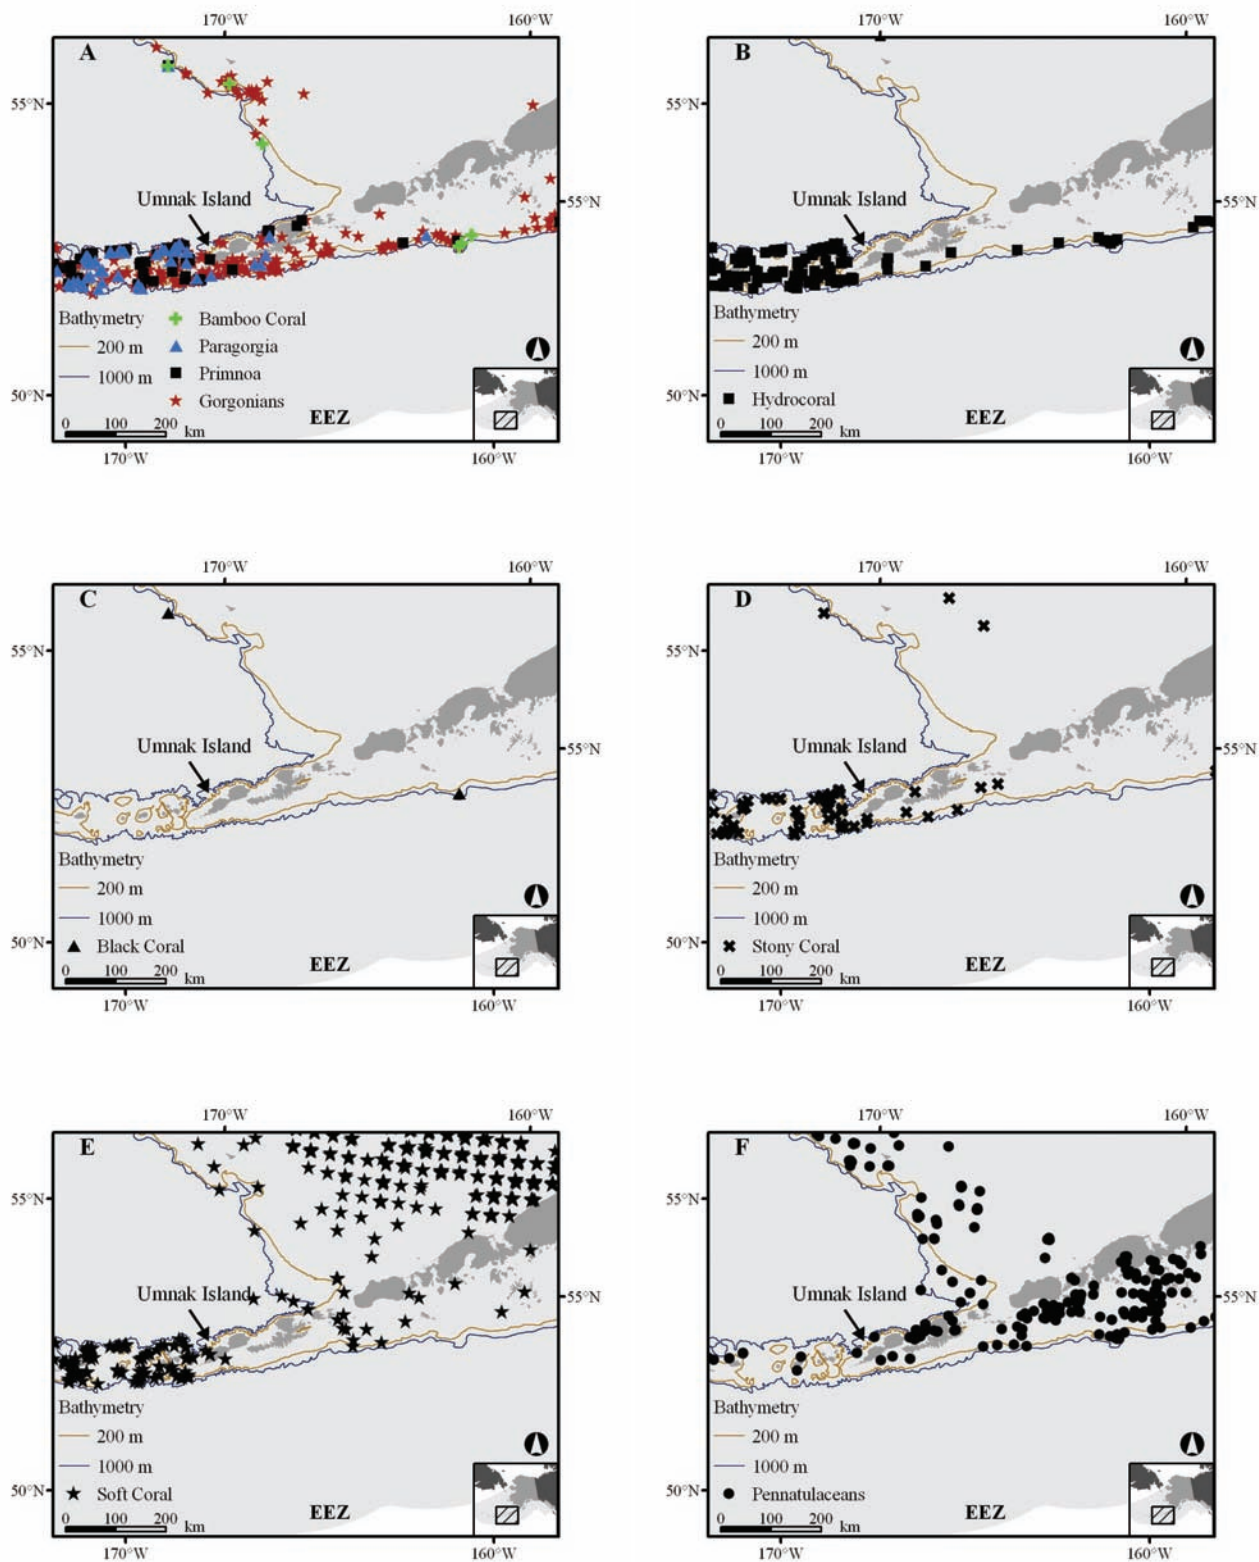 170°W 160°W 170°W 160°W
A B
55°N 55°N
55°N 55°N
Umnak Island Umnak Island
Bathymetry Bamboo Coral Bathymetry
200 m Paragorgia 200 m
1000 m Primnoa 1000 m
50°N Gorgonians 50°N Hydrocoral
EEZ EEZ
0 100 200 km 0 100 200 km
170°W 160°W 170°W 160°W
170°W 160°W 170°W 160°W
C D
55°N 55°N
55°N 55°N
Umnak Island Umnak Island
Bathymetry Bathymetry
200 m 200 m
1000 m 1000 m
50°N 50°N
Black Coral Stony Coral
EEZ EEZ
0 100 200 km 0 100 200 km
170°W 160°W 170°W 160°W
170°W 160°W 170°W 160°W
E F
55°N 55°N
55°N 55°N
Umnak Island Umnak Island
Bathymetry Bathymetry
200 m 200 m
1000 m 1000 m
50°N 50°N
Soft Coral Pennatulaceans
EEZ EEZ
0 100 200 km 0 100 200 km
170°W 160°W 170°W 160°W